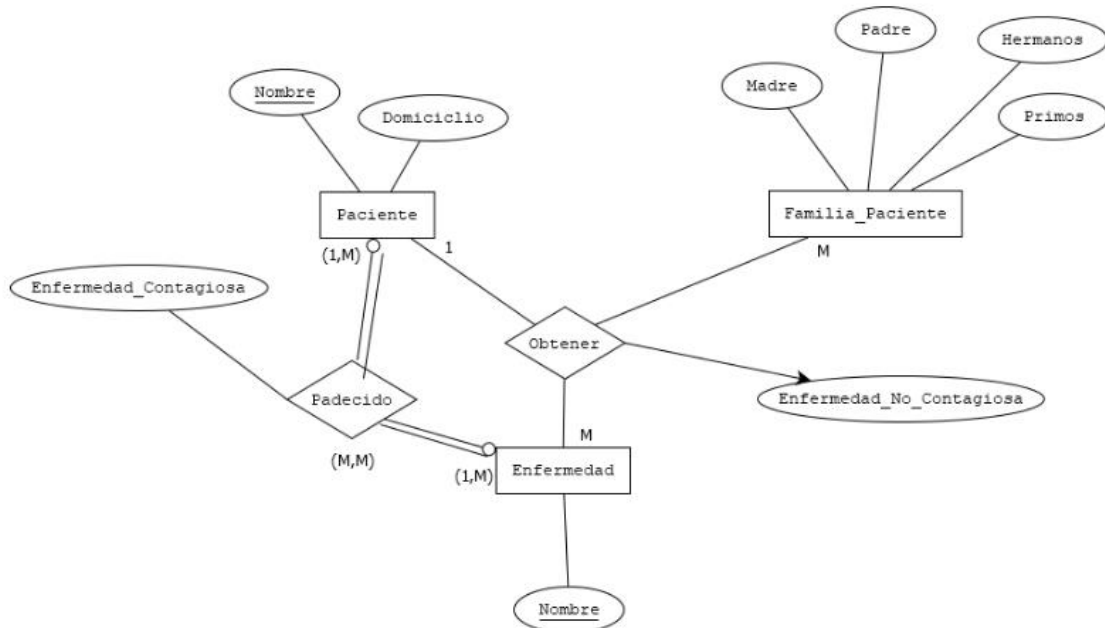 Padre
Hermanos
Madre
Nombre
Domiciclio
Primos
Paciente
Familia_Paciente
(1,M)
1
M
Enfermedad_Contagiosa
Obtener
Padecido
Enfermedad_No_Contagiosa
M
(M,M)
(1,M)
Enfermedad
Nombre